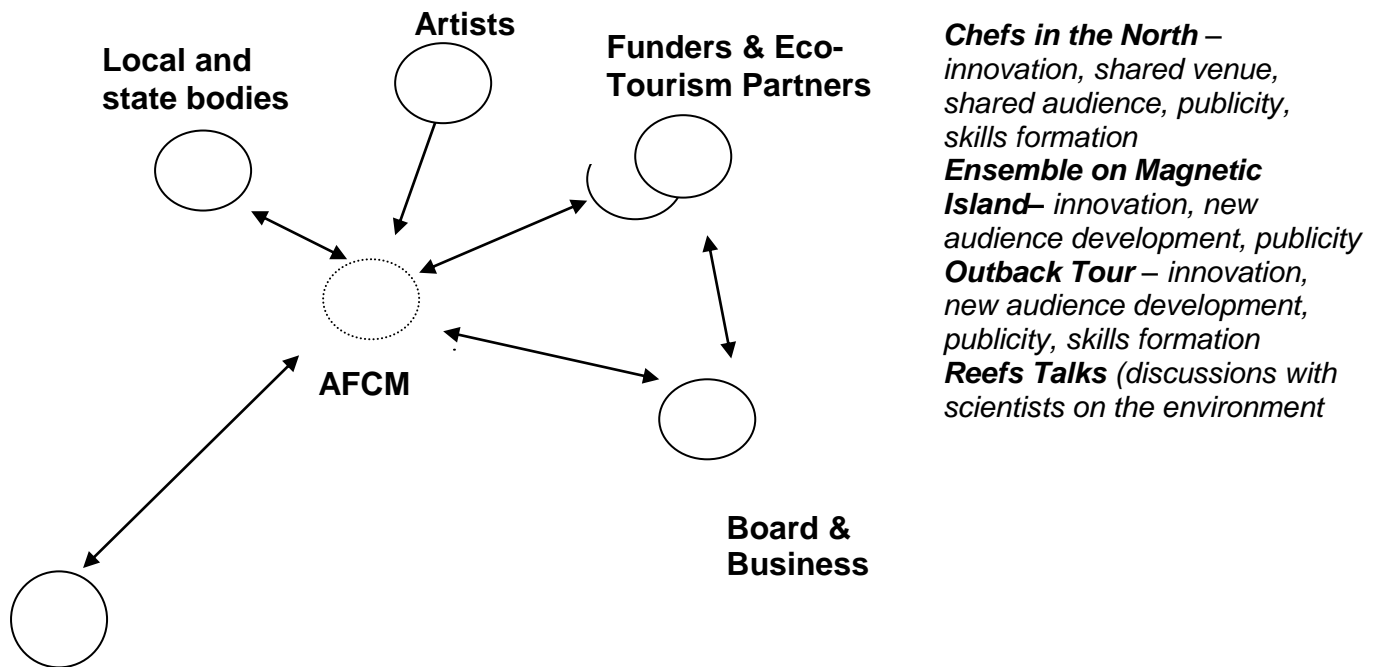 Artists
Local and
state bodies
Funders & Eco-
Tourism Partners
AFCM
Board &
Business
Chefs in the North –
innovation, shared venue,
shared audience, publicity,
skills formation
Ensemble on Magnetic
Island– innovation, new
audience development, publicity
Outback Tour – innovation,
new audience development,
publicity, skills formation
Reefs Talks (discussions with
scientists on the environment